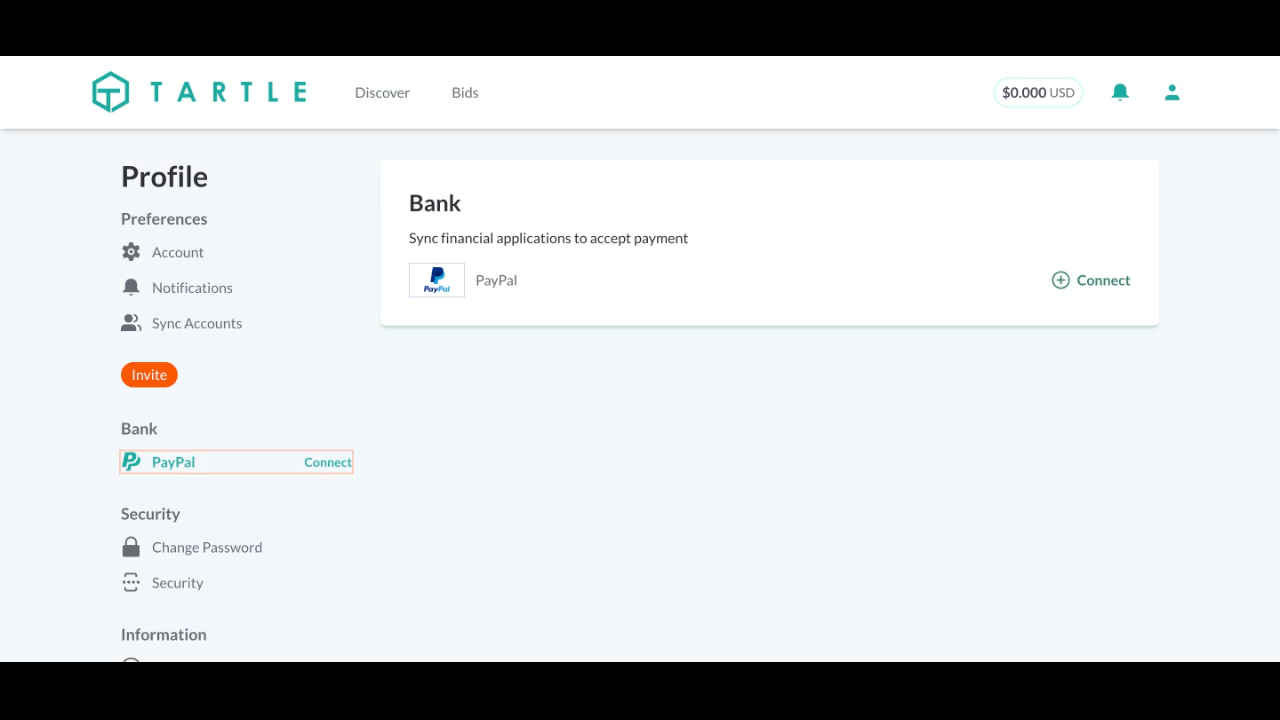 TARTLE Discover Bids $0.000 USD
Profile
Preferences
Account
Notifications
Sync Accounts
Invite
Bank
PayPal Connect
Security
Change Password
Security
Information
Bank
Sync financial applications to accept payment
PayPal PayPal Connect